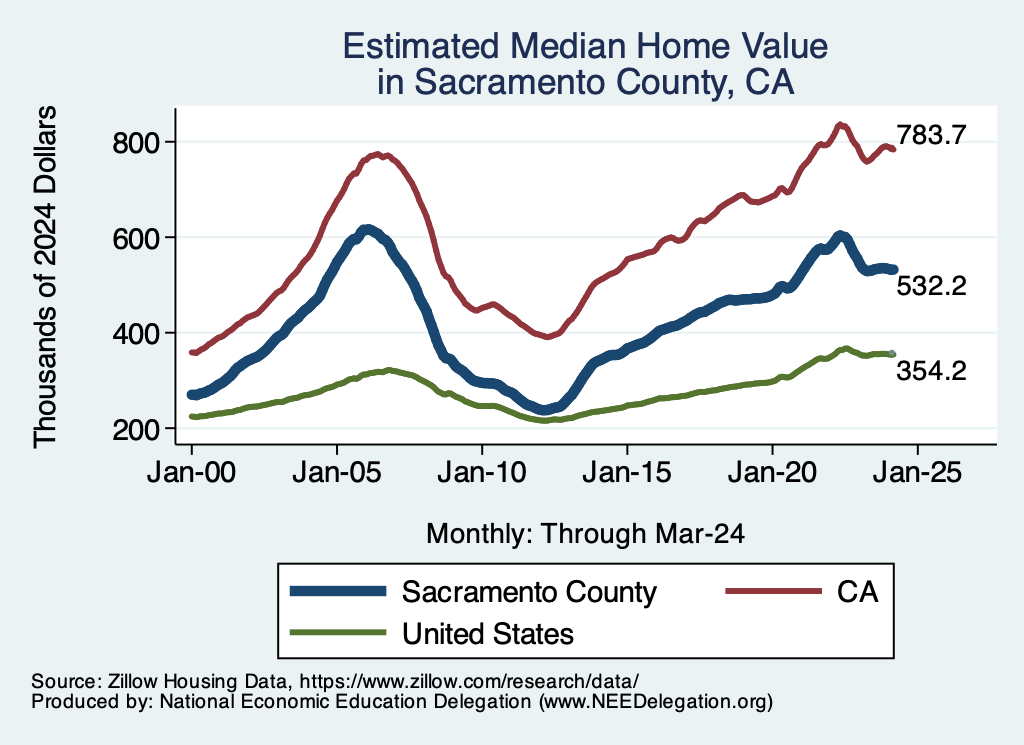 Estimated Median Home Value
in Sacramento County, CA
Thousands of 2024 Dollars
800
600
400
200
783.7
532.2
354.2
Jan-00 Jan-05 Jan-10 Jan-15 Jan-20 Jan-25
Monthly: Through Mar-24
Sacramento County CA
United States
Source: Zillow Housing Data, https://www.zillow.com/research/data/
Produced by: National Economic Education Delegation (www.NEEDelegation.org)